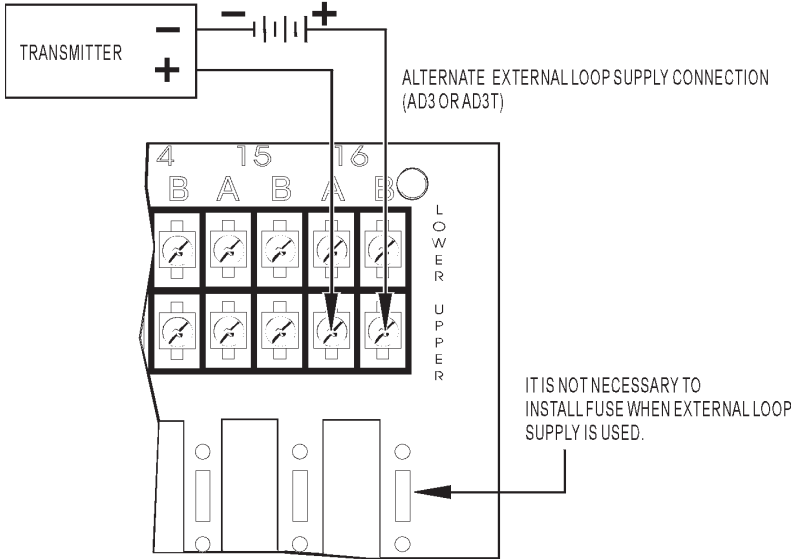 − +
TRANSMITTER
−
+
ALTERNATE EXTERNAL LOOP SUPPLY CONNECTION
(AD3 OR AD3T)
4 15 16
B A B A B
LOWER
UPPER
IT IS NOT NECESSARY TO
INSTALL FUSE WHEN EXTERNAL LOOP
SUPPLY IS USED.